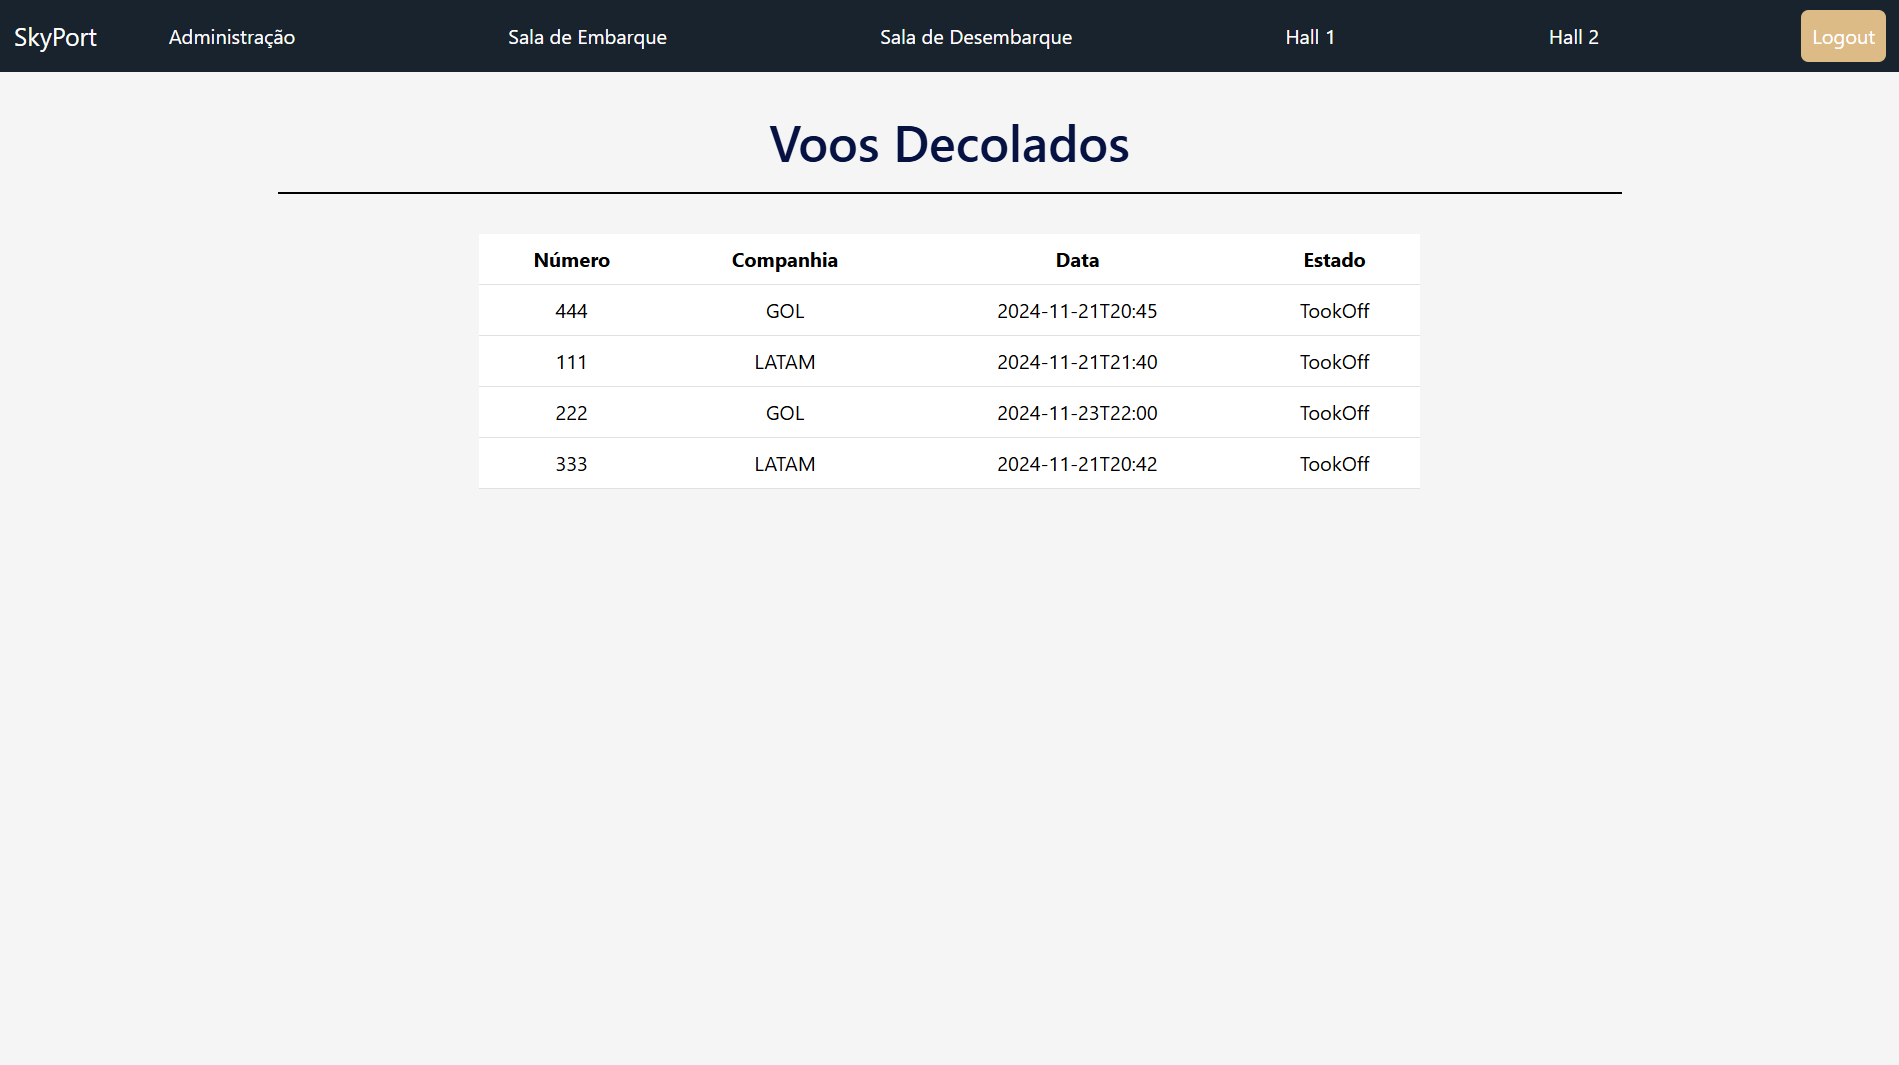 SkyPort Administração Sala de Embarque Sala de Desembarque Hall 1 Hall 2 Logout
Voos Decolados
Número Companhia Data Estado
444 GOL 2024-11-21T20:45 TookOff
111 LATAM 2024-11-21T21:40 TookOff
222 GOL 2024-11-23T22:00 TookOff
333 LATAM 2024-11-21T20:42 TookOff